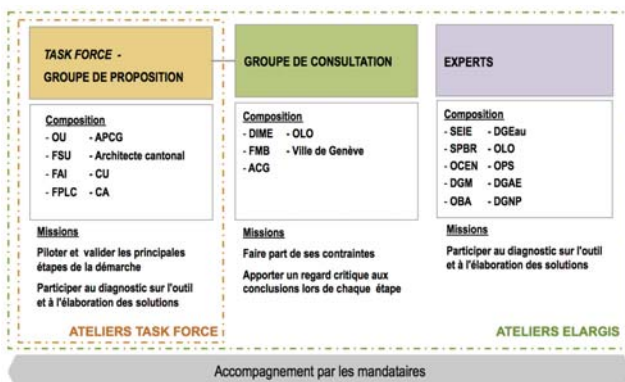 TASK FORCE -
GROUPE DE PROPOSITION
Composition
- OU - APCG
- FSU - Architecte cantonal
- FAI - CU
- FPLC - CA
Missions
Piloter et valider les principales
étapes de la démarche
Participer au diagnostic sur l'outil
et à l'élaboration des solutions
ATELIERS TASK FORCE
GROUPE DE CONSULTATION
Composition
- DIME - OLO
- FMB - Ville de Genève
- ACG
Missions
Faire part de ses contraintes
Apporter un regard critique aux
conclusions lors de chaque étape
EXPERTS
Composition
- SEIE - DGEau
- SPBR - OLO
- OCEN - OPS
- DGM - DGAE
- OBA - DGNP
Missions
Participer au diagnostic sur l'outil
et à l'élaboration des solutions
ATELIERS ELARGIS
Accompagnement par les mandataires